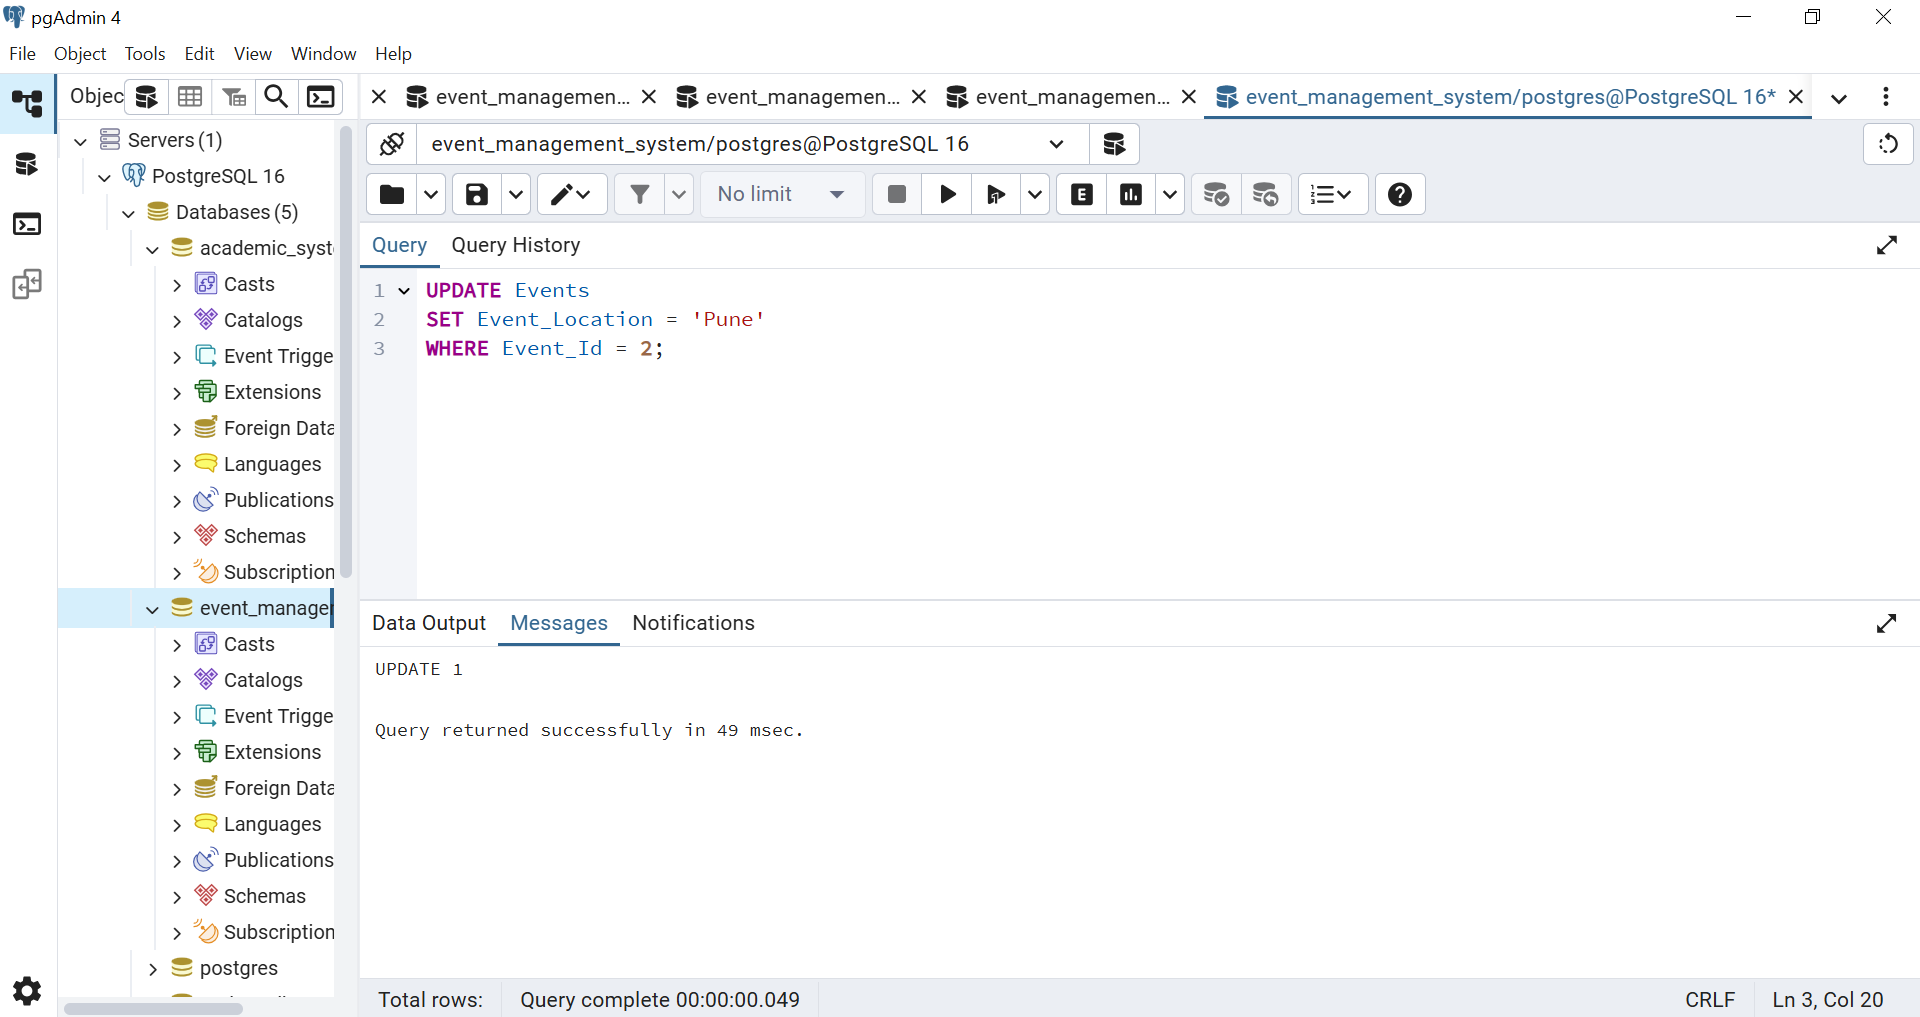 pgAdmin 4
File Object Tools Edit View Window Help
Objec
event_managemen...
event_managemen...
event_managemen...
event_management_system/postgres@PostgreSQL 16*
Servers (1)
PostgreSQL 16
Databases (5)
academic_syst
Casts
Catalogs
Event Trigge
Extensions
Foreign Data
Languages
Publications
Schemas
Subscription
event_manager
Casts
Catalogs
Event Trigge
Extensions
Foreign Data
Languages
Publications
Schemas
Subscription
postgres
event_management_system/postgres@PostgreSQL 16
No limit
E
Query Query History
1 UPDATE Events
2 SET Event_Location = 'Pune'
3 WHERE Event_Id = 2;
Data Output Messages Notifications
UPDATE 1
Query returned successfully in 49 msec.
Total rows: Query complete 00:00:00.049 CRLF Ln 3, Col 20